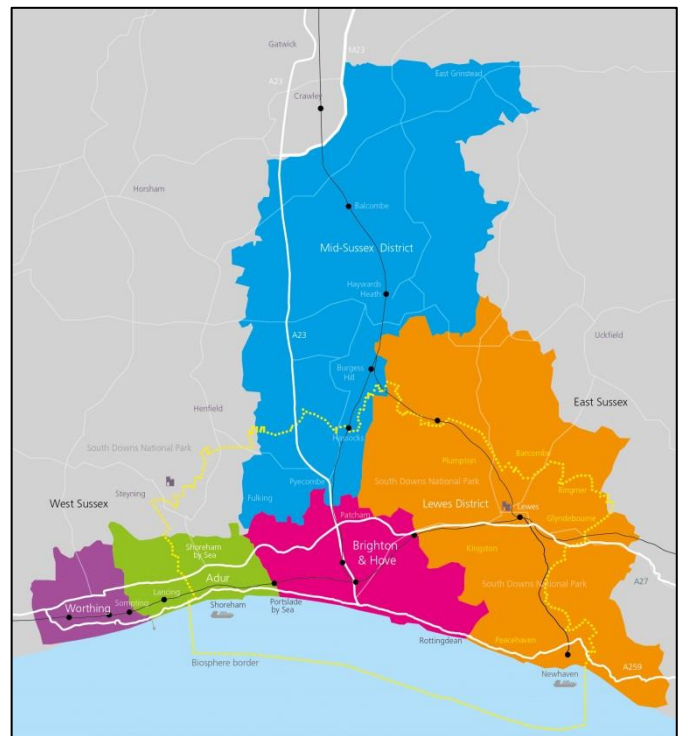 Gatwick
M23
A23
East Grinstead
Crawley
Horsham
Balcombe
Mid-Sussex District
Haywards
Heath
A23
Uckfield
Burgess
Hill
East Sussex
Henfield
Hassocks
South Downs National Park
Plumpton
Barcombe
Steyning
Pyecombe
South Downs National Park
Ringmer
West Sussex
Fulking
Lewes District
Lewes
Patcham
Glyndebourne
Shoreham
by Sea
Brighton
& Hove
Kingston
Adur
South Downs National Park
A27
Lancing
Worthing
Sompting
Shoreham
Portslade
by Sea
Rottingdean
Peacehaven
Biosphere border
Newhaven
A259